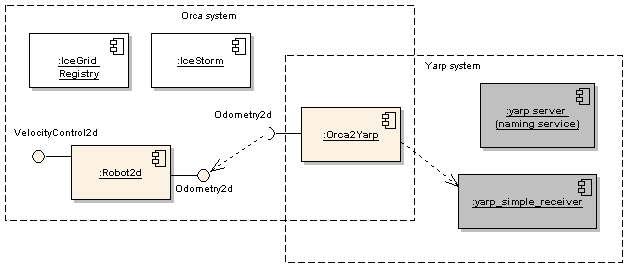 Orca system
:IceGrid
Registry
:IceStorm
Yarp system
:yarp server
(naming service)
Odometry2d
:Orca2Yarp
VelocityControl2d
:Robot2d
Odometry2d
:yarp_simple_receiver